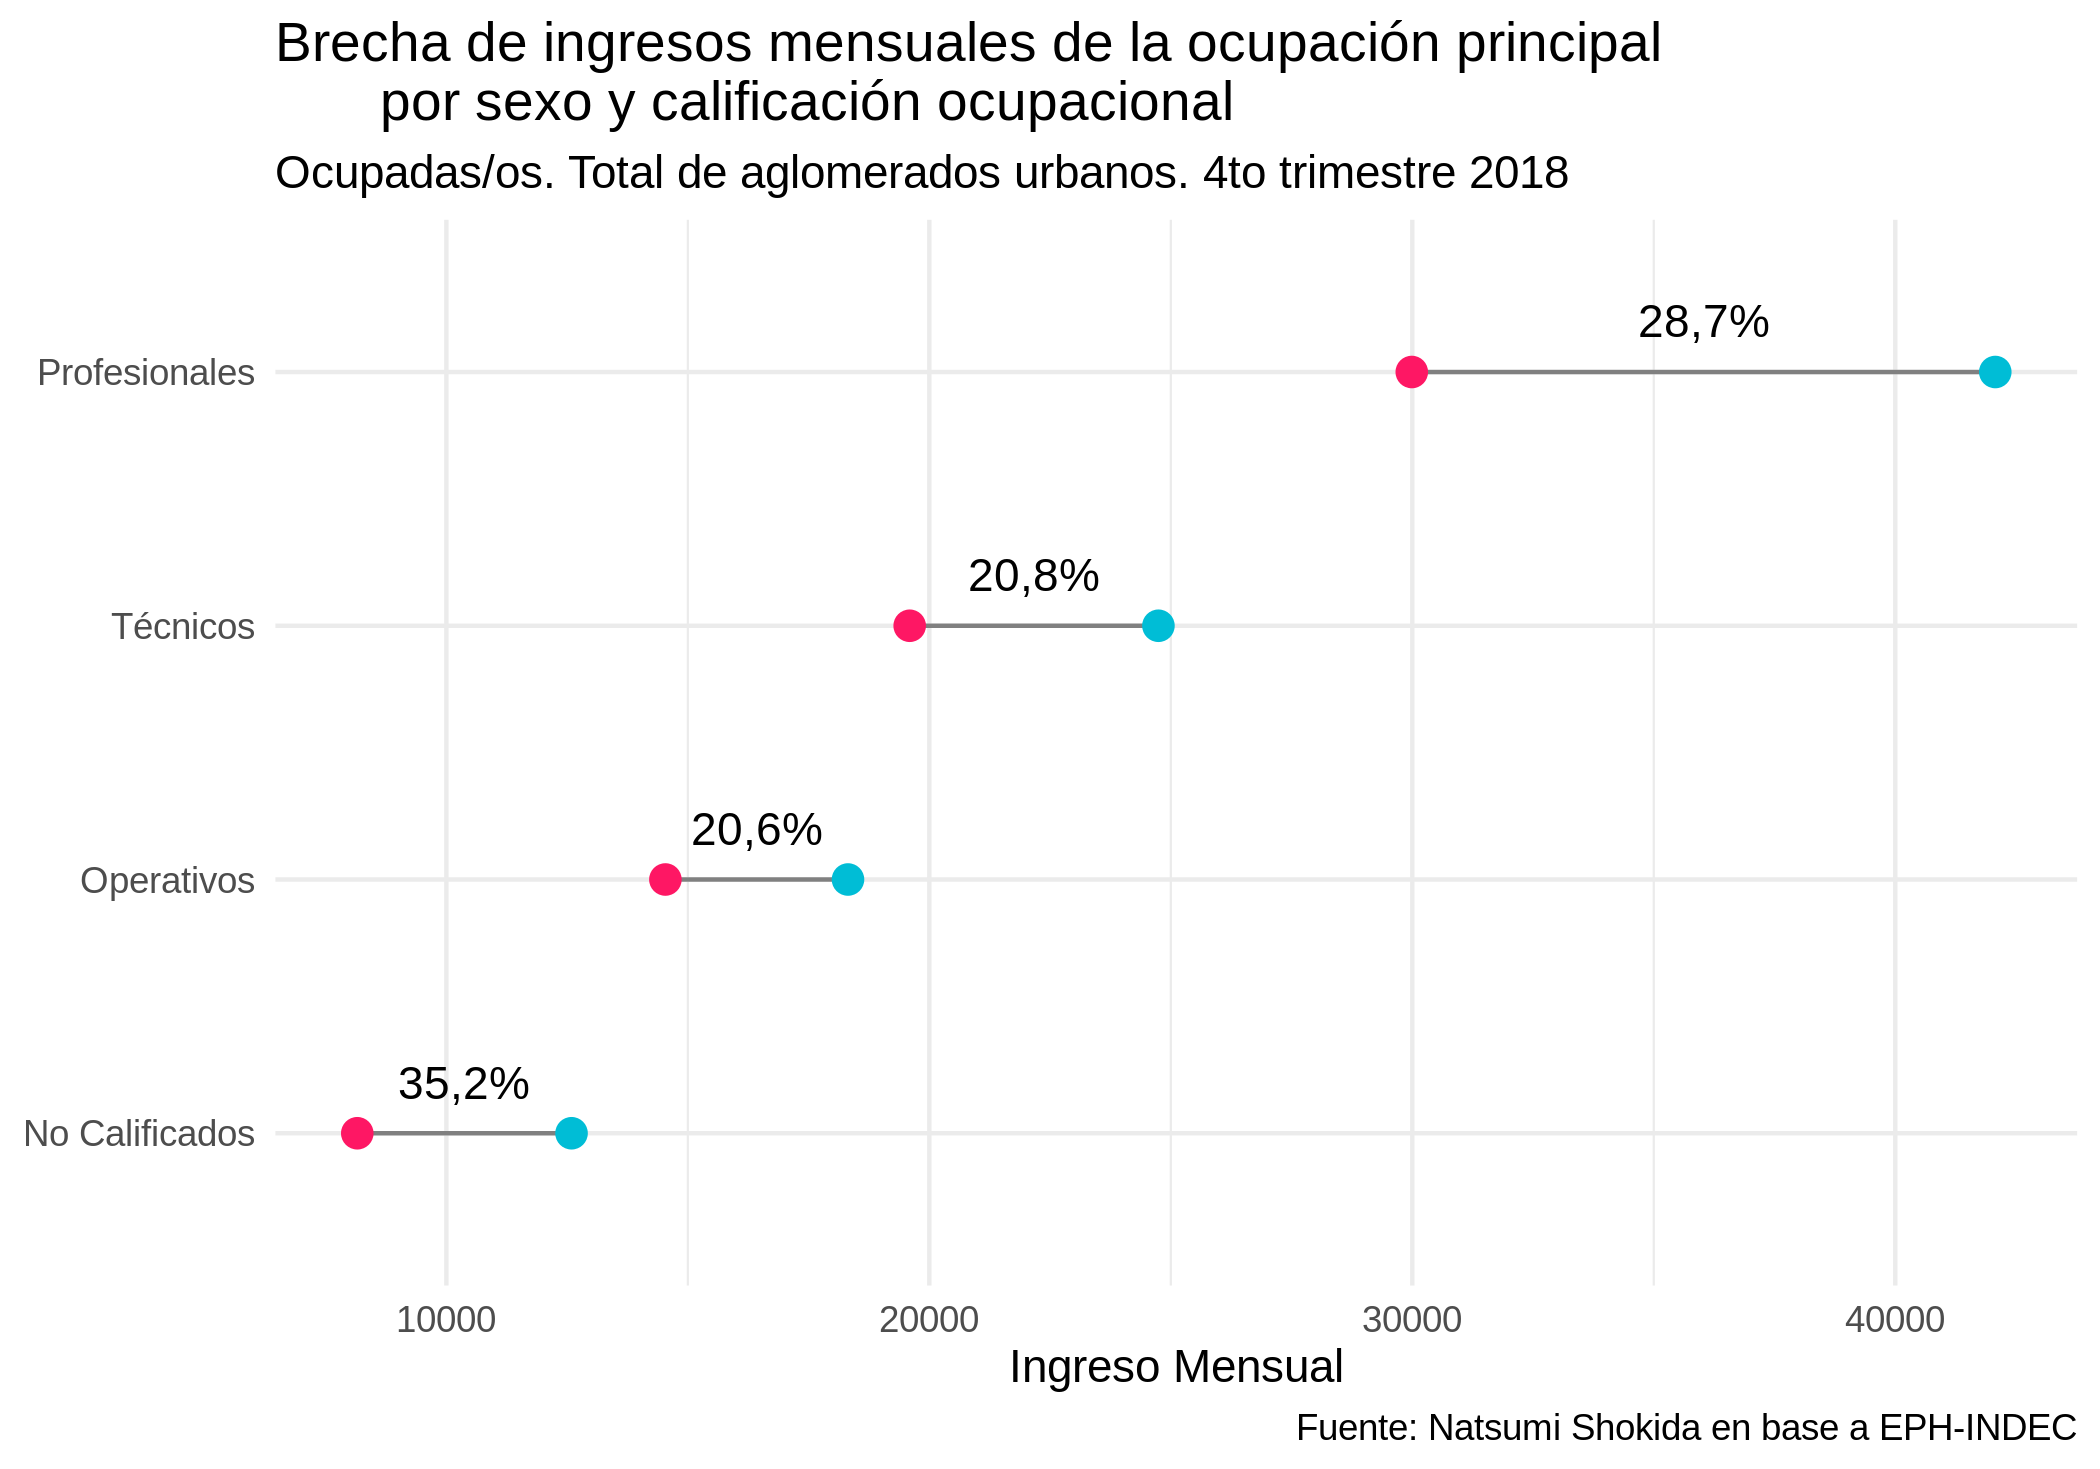 Brecha de ingresos mensuales de la ocupación principal
por sexo y calificación ocupacional
Ocupadas/os. Total de aglomerados urbanos. 4to trimestre 2018
28,7%
Profesionales
20,8%
Técnicos
20,6%
Operativos
35,2%
No Calificados
10000 20000 30000 40000
Ingreso Mensual
Fuente: Natsumi Shokida en base a EPH-INDEC